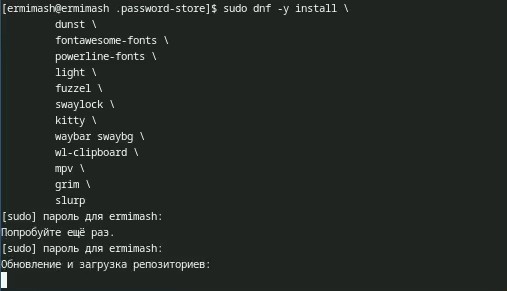 [ermimash@ermimash .password-store]$ sudo dnf -y install \
dunst \
fontawesome-fonts \
powerline-fonts \
light \
fuzzel \
swaylock \
kitty \
waybar swaybg \
wl-clipboard \
mpv \
grim \
slurp
[sudo] пароль для ermimash:
Попробуйте ещё раз.
[sudo] пароль для ermimash:
Обновление и загрузка репозиториев: